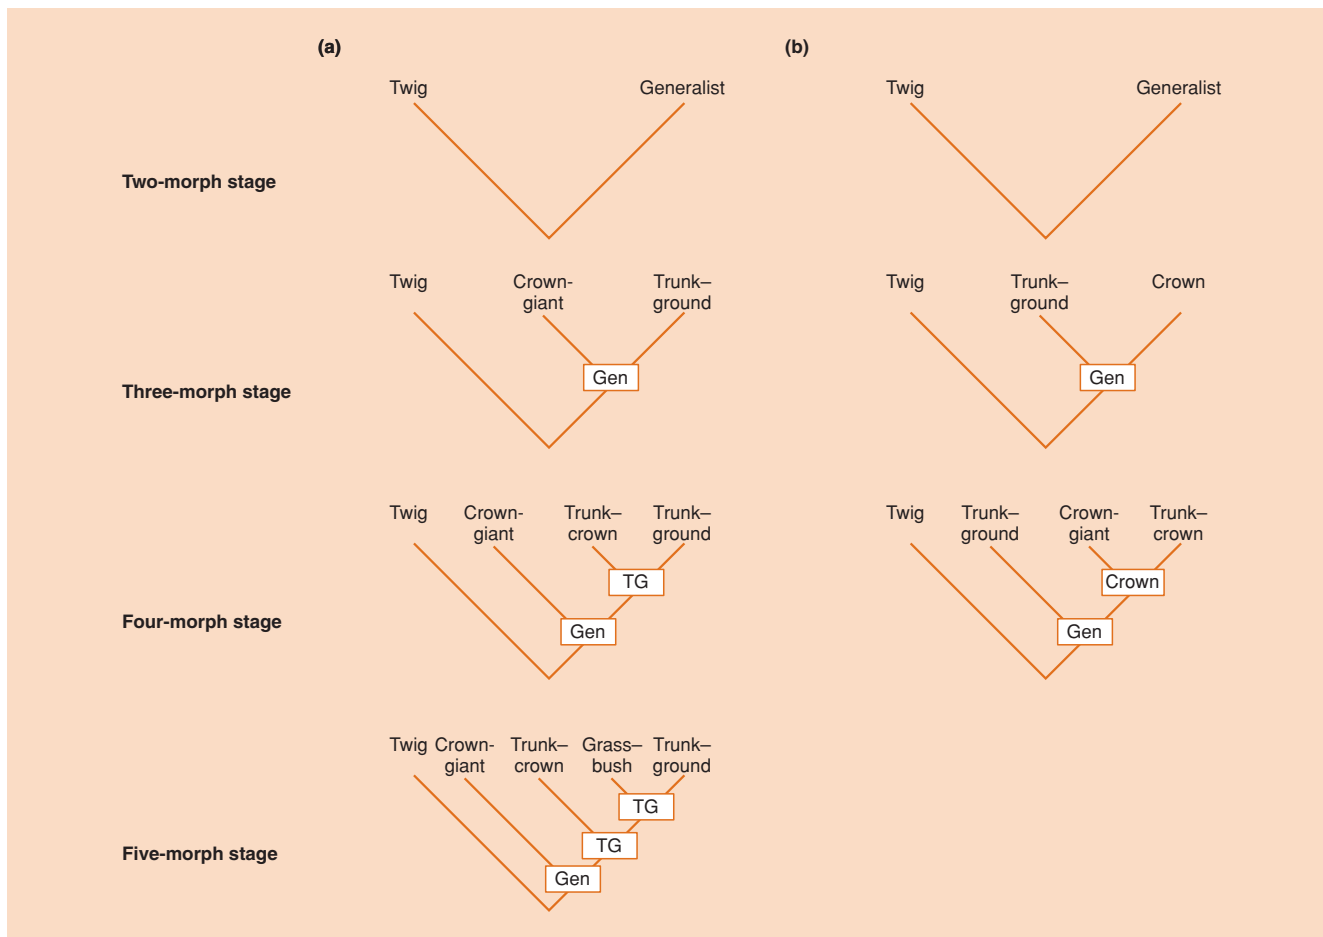 (a)
(b)
Twig
Generalist
Twig
Generalist
Two-morph stage
Twig
Crown-
giant
Trunk–
ground
Twig
Trunk–
ground
Crown
Gen
Gen
Three-morph stage
Twig
Crown-
giant
Trunk–
crown
Trunk–
ground
Twig
Trunk–
ground
Crown-
giant
Trunk–
crown
TG
Crown
Gen
Gen
Four-morph stage
Twig
Crown-
giant
Trunk–
crown
Grass–
bush
Trunk–
ground
TG
TG
Gen
Five-morph stage